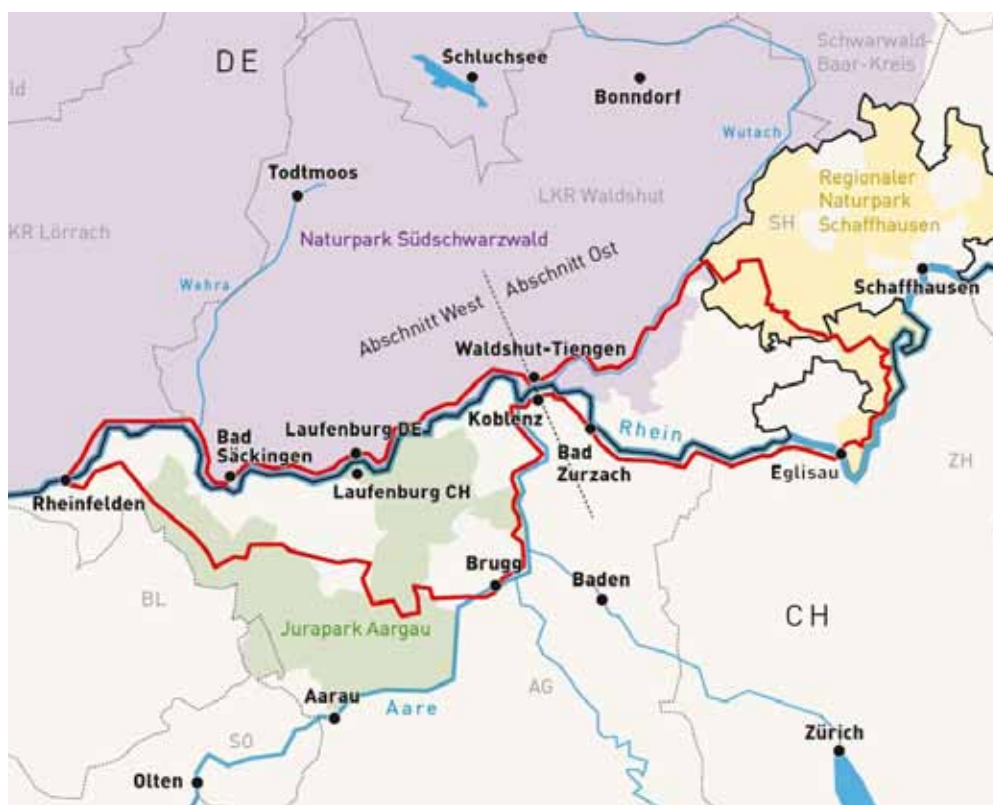 DE
Schluchsee
Bonndorf
Schwarwald-
Baar-Kreis
ld
Wutach
Todtmoos
LKR Waldshut
Regionaler
Naturpark
Schaffhausen
SH
KR Lörrach
Naturpark Südschwarzwald
Wehra
Abschnitt West
Abschnitt Ost
Schaffhausen
Waldshut-Tiengen
Laufenburg DE
Koblenz
Rhein
Bad
Säckingen
Bad
Zurzach
Eglisau
ZH
Laufenburg CH
Rheinfelden
Brugg
Baden
BL
CH
Jurapark Aargau
AG
Aarau
Aare
SO
Zürich
Olten